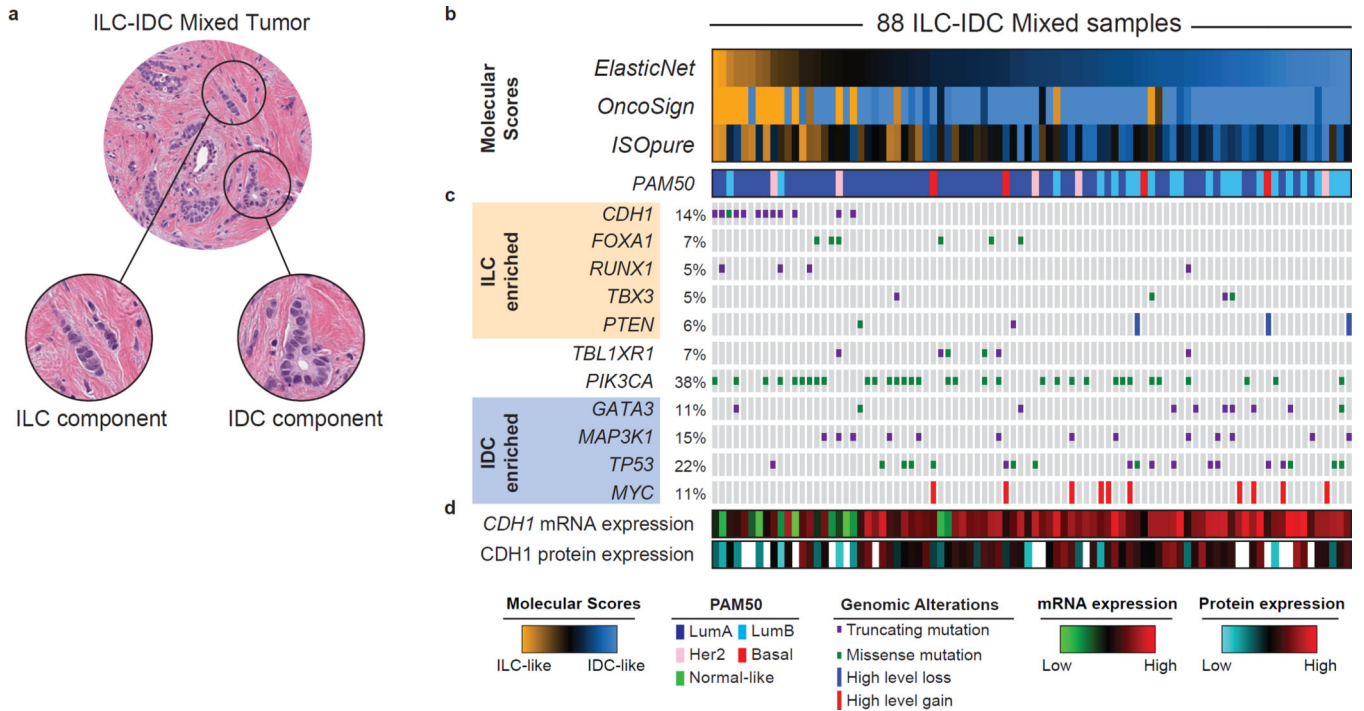 a
ILC-IDC Mixed Tumor
ILC component
IDC component
b
88 ILC-IDC Mixed samples
Molecular
Scores
ElasticNet
OncoSign
ISOpure
PAM50
c
ILC
enriched
CDH1 14%
FOXA1 7%
RUNX1 5%
TBX3 5%
PTEN 6%
TBL1XR1 7%
PIK3CA 38%
IDC
enriched
GATA3 11%
MAP3K1 15%
TP53 22%
MYC 11%
d
CDH1 mRNA expression
CDH1 protein expression
Molecular Scores
ILC-like IDC-like
PAM50
LumA LumB
Her2 Basal
Normal-like
Genomic Alterations
Truncating mutation
Missense mutation
High level loss
High level gain
mRNA expression
Low High
Protein expression
Low High